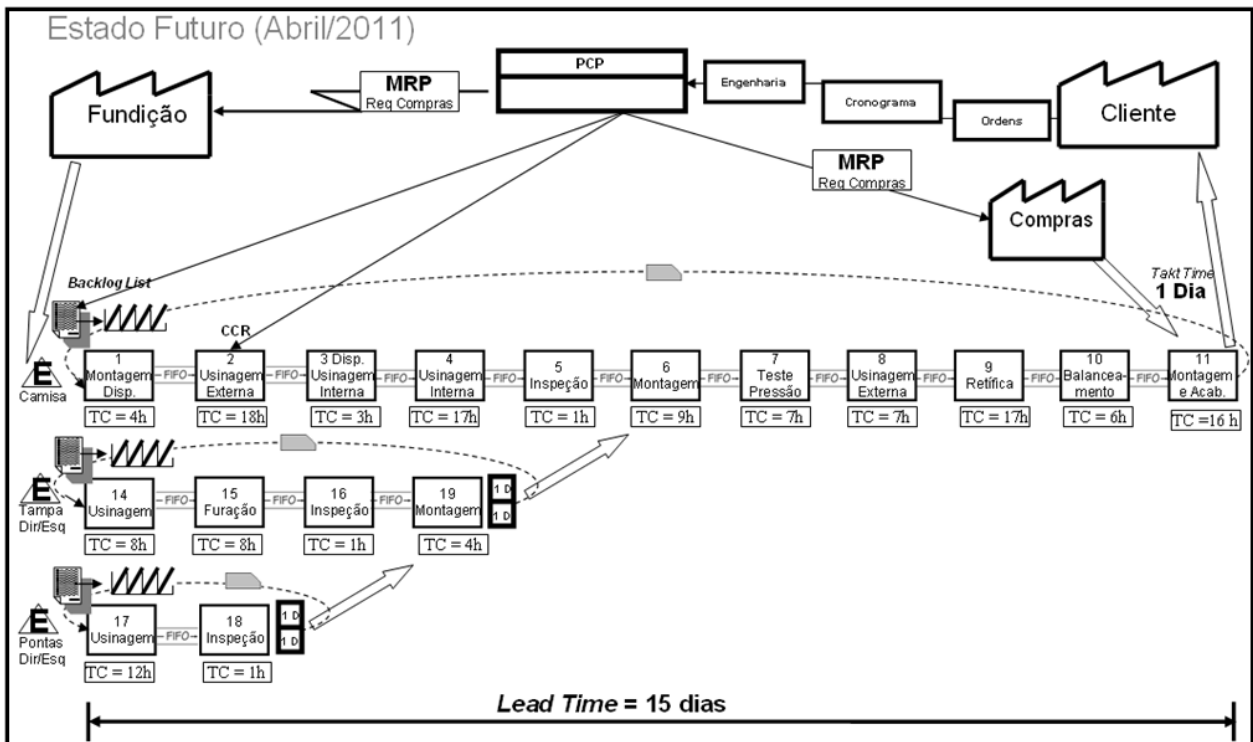 Estado Futuro (Abril/2011)
Fundição
MRP
Req Compras
PCP
Engenharia
Cronograma
Ordens
Cliente
MRP
Req Compras
Compras
Backlog List
Takt Time
1 Dia
CCR
E
Camisa
1
Montagem
Disp.
FIFO
2
Usinagem
Externa
FIFO
3 Disp.
Usinagem
Interna
FIFO
4
Usinagem
Interna
FIFO
5
Inspeção
FIFO
6
Montagem
FIFO
7
Teste
Pressão
FIFO
8
Usinagem
Externa
FIFO
9
Retífica
FIFO
10
Balancea-
mento
FIFO
11
Montagem
e Acab.
TC = 4h
TC = 18h
TC = 3h
TC = 17h
TC = 1h
TC = 9h
TC = 7h
TC = 7h
TC = 17h
TC = 6h
TC =16 h
E
Tampa
Dir/Esq
14
Usinagem
FIFO
15
Furação
FIFO
16
Inspeção
FIFO
19
Montagem
1 D
1 D
TC = 8h
TC = 8h
TC = 1h
TC = 4h
E
Pontas
Dir/Esq
17
Usinagem
FIFO
18
Inspeção
1 D
1 D
TC = 12h
TC = 1h
Lead Time = 15 dias